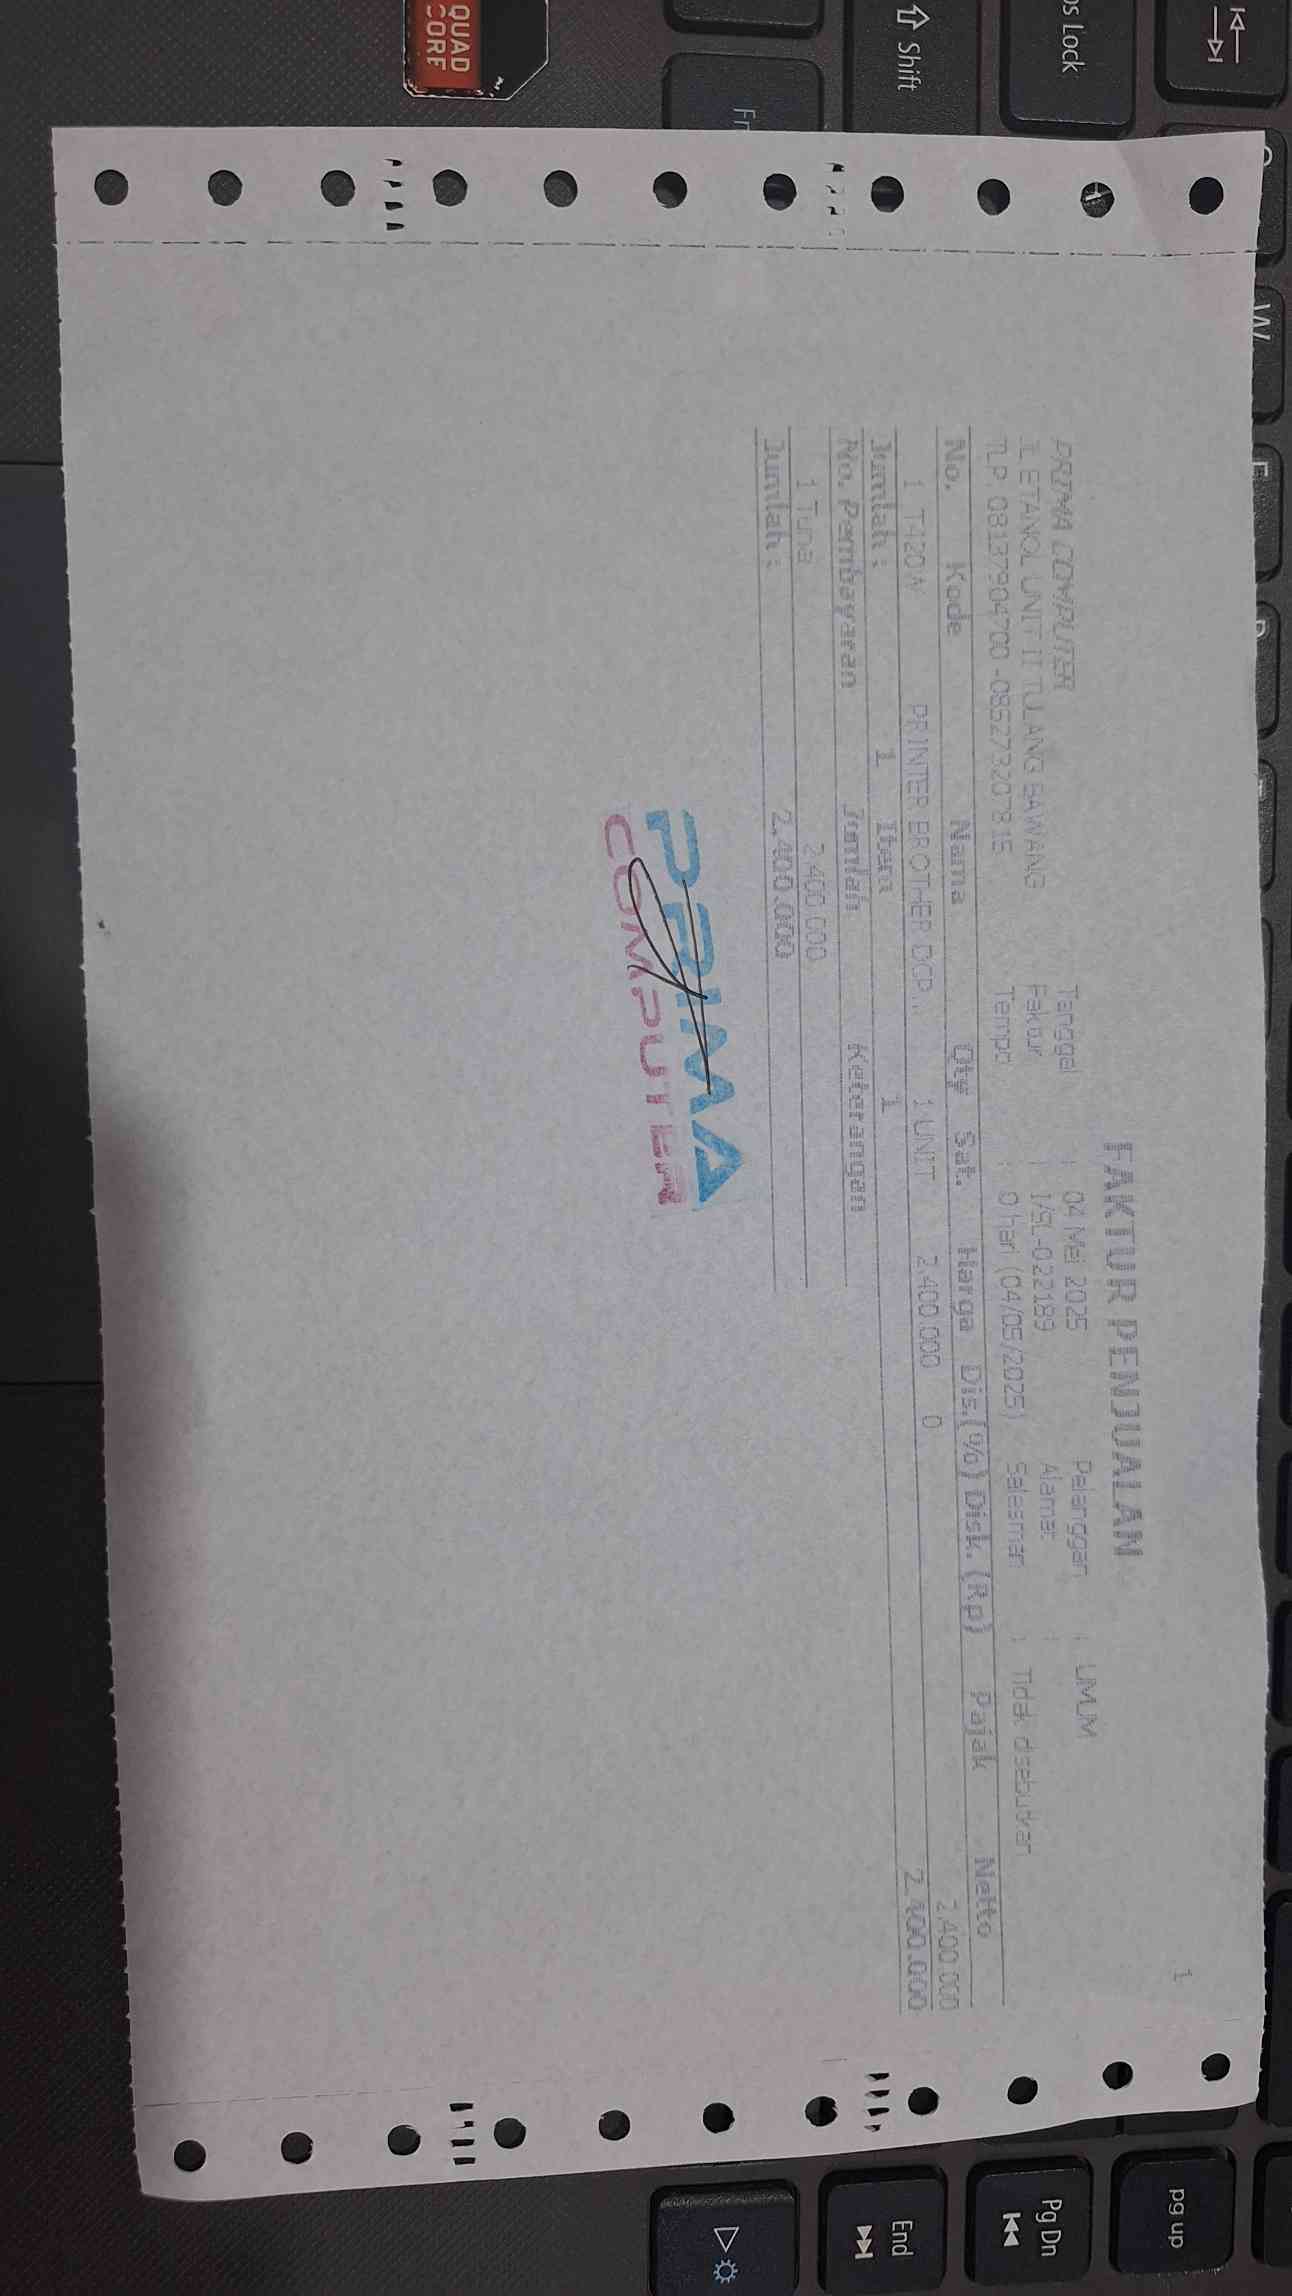 1
FAKTUR PENJUALAN
PRIMA COMPUTER Tanggal : 04 Mei 2025 Pelanggan : UMUM
JL ETANOL UNIT II TULANG BAWANG Faktur : 1/SL-022189 Alamat :
TLP 08137904700 - Tempo : 0 hari (04/05/2025) Salesman : Tidak disebutkan
No. Kode Nama Qty Sat. Harga Dis.(%) Disk.(Rp) Pajak Netto
1 T420W PRINTER BROTHER DCP.. 1 UNIT 2.400.000 0 2.400.000
Jumlah : 1 Item 1 2.400.000
No. Pembayaran Jumlah Keterangan
1 Tunai 2.400.000
Jumlah : 2.400.000
PRIMA
COMPUTER
QUAD
CORE
Shift
Fn
W
Pg Dn
End
pg up